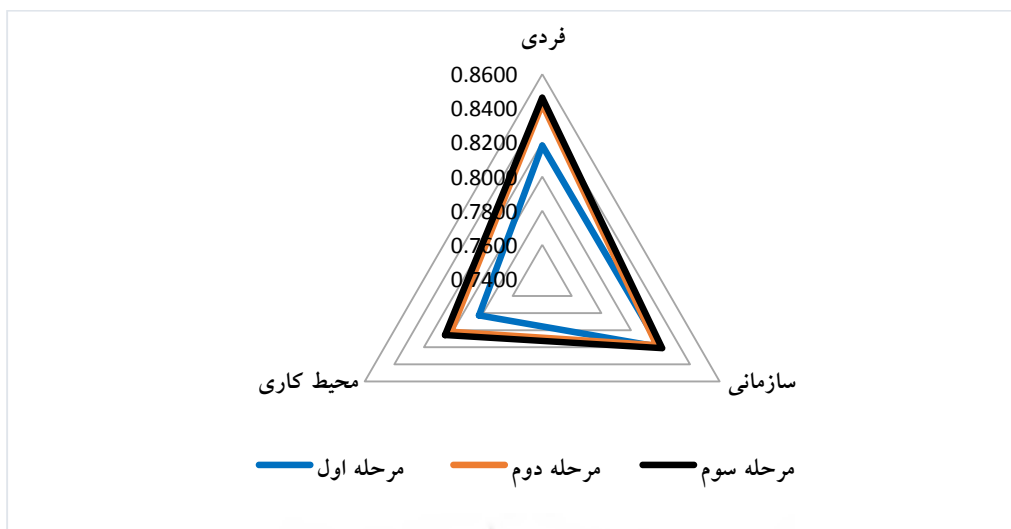 فردی
0.8600
0.8400
0.8200
0.8000
0.7800
0.7600
0.7400
سازمانی
محیط کاری
مرحله سوم
مرحله دوم
مرحله اول